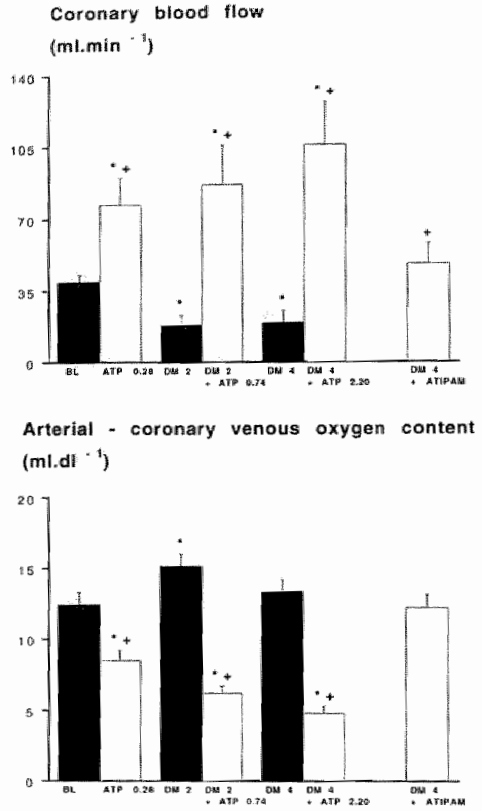 Coronary blood flow
(ml.min -1)
140
105
70
35
0
* +
* +
* +
*
*
+
BL ATP 0.28 DM 2 DM 2 DM 4 DM 4 DM 4
+ ATP 0.74 + ATP 2.20 + ATIPAM
Arterial - coronary venous oxygen content
(ml.dl -1)
20
15
10
5
0
*
* +
* +
* +
BL ATP 0.28 DM 2 DM 2 DM 4 DM 4 DM 4
+ ATP 0.74 + ATP 2.20 + ATIPAM